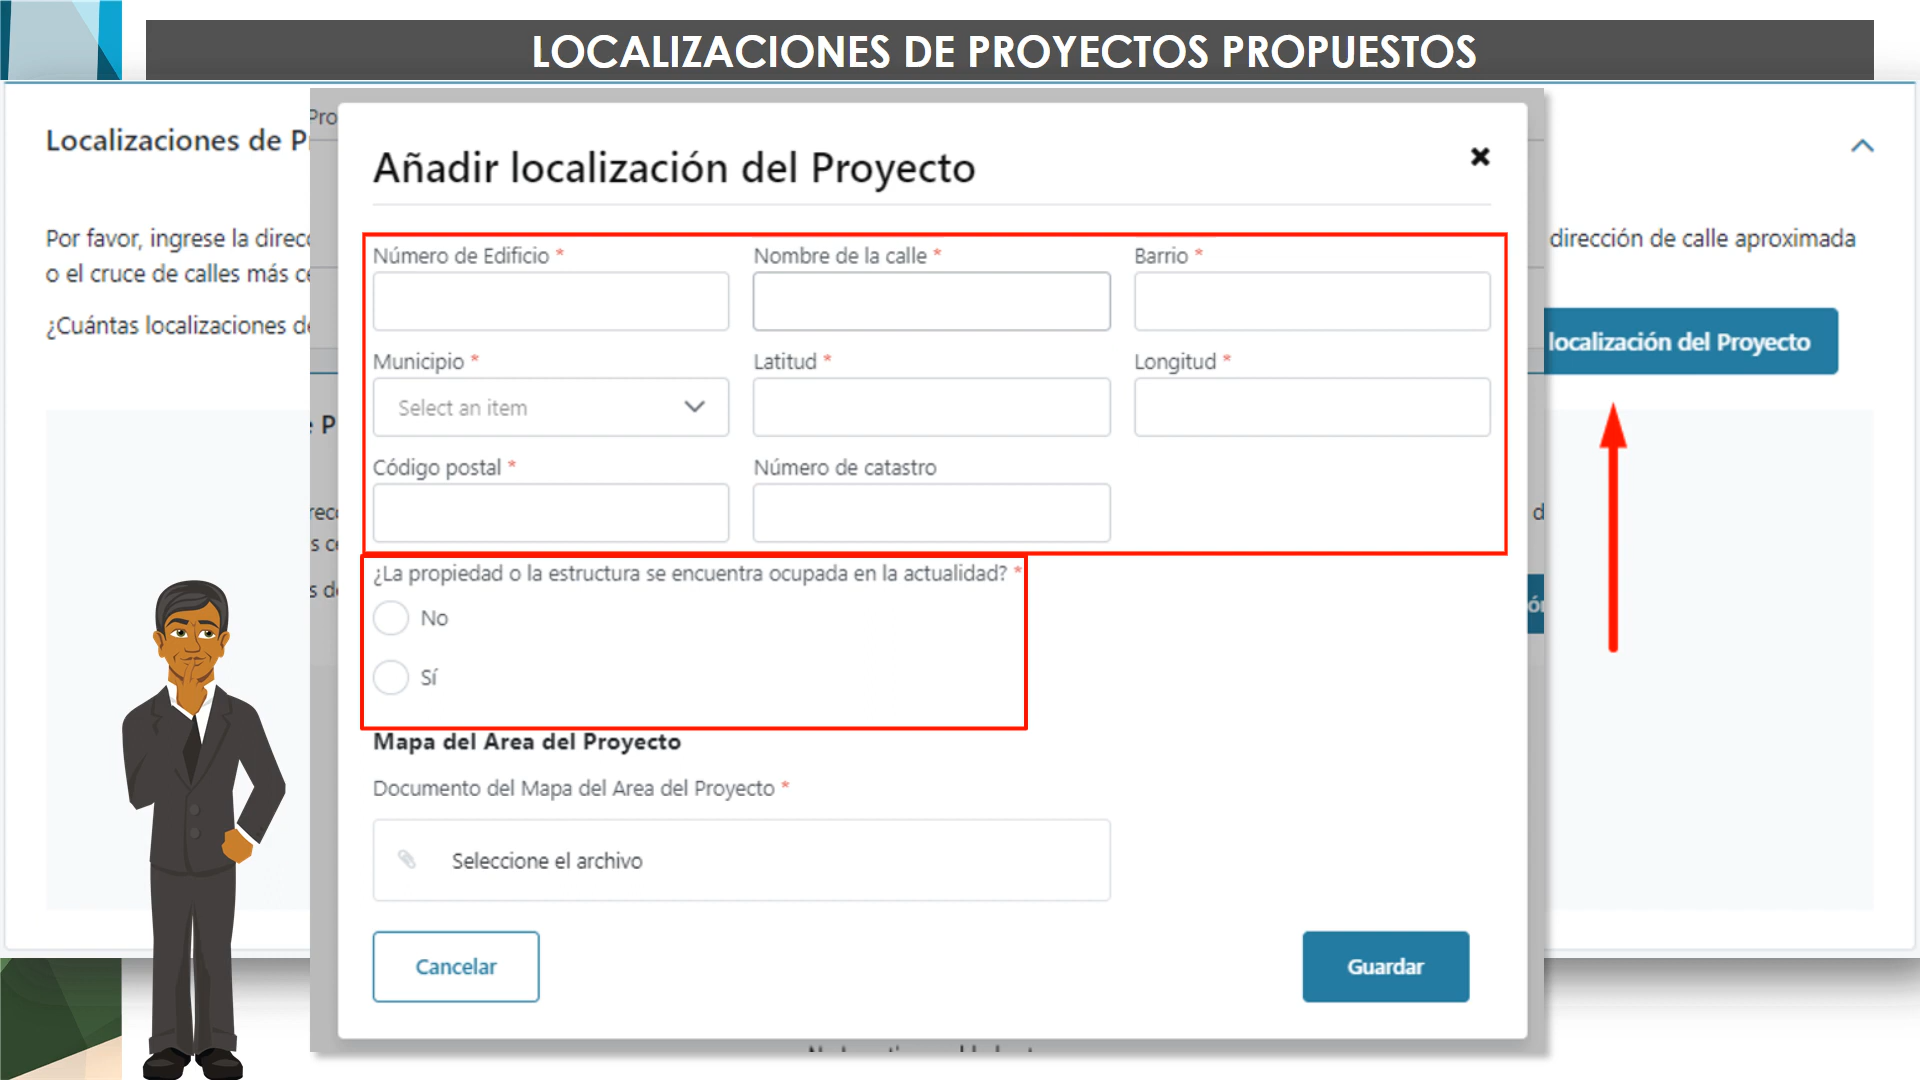 LOCALIZACIONES DE PROYECTOS PROPUESTOS
Localizaciones de
Añadir localización del Proyecto
Por favor, ingrese la
dirección de calle aproximada
o el cruce de calles más
¿Cuántas localizaciones
localización del Proyecto
Número de Edificio *
Nombre de la calle *
Barrio *
Municipio *
Latitud *
Longitud *
Select an item
Código postal *
Número de catastro
¿La propiedad o la estructura se encuentra ocupada en la actualidad? *
No
Sí
Mapa del Area del Proyecto
Documento del Mapa del Area del Proyecto *
Seleccione el archivo
Cancelar
Guardar